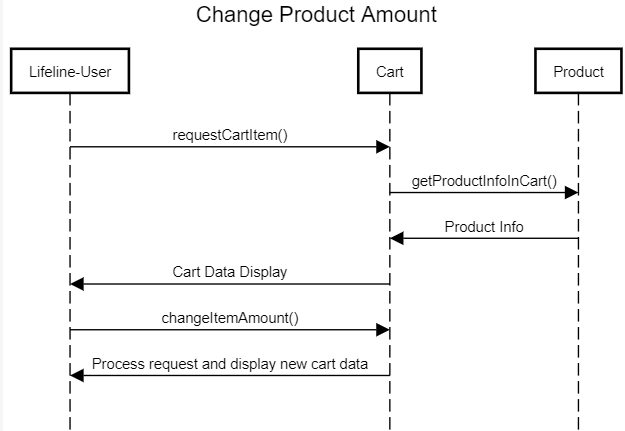 Change Product Amount
Lifeline-User
Cart
Product
requestCartItem()
getProductInfoInCart()
Product Info
Cart Data Display
changeItemAmount()
Process request and display new cart data